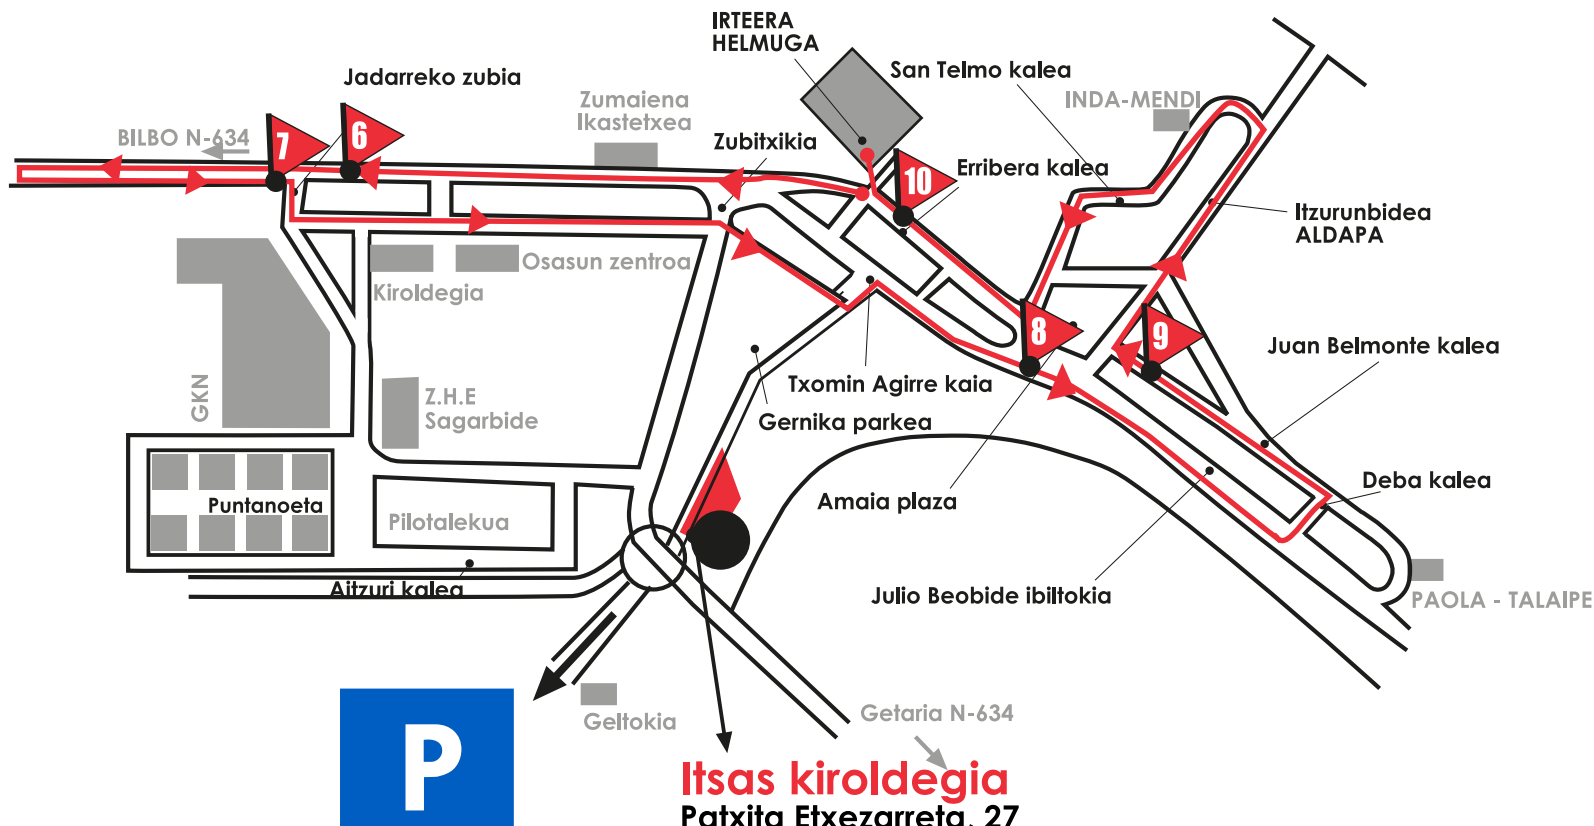 IRTEERA
HELMUGA
Jadarreko zubia
San Telmo kalea
Zumaiena
Ikastetxea
INDA-MENDI
BILBO N-634
7
6
Zubitxikia
10
Erribera kalea
Itzurunbidea
ALDAPA
Osasun zentroa
Kiroldegia
8
9
Juan Belmonte kalea
GKN
Z.H.E
Sagarbide
Txomin Agirre kaia
Gernika parkea
Deba kalea
Amaia plaza
Puntanoeta
Pilotalekua
Aitzuri kalea
Julio Beobide ibiltokia
PAOLA - TALAIPE
Geltokia
Getaria N-634
P
Itsas kiroldegia
Patxita Etxezarreta, 27